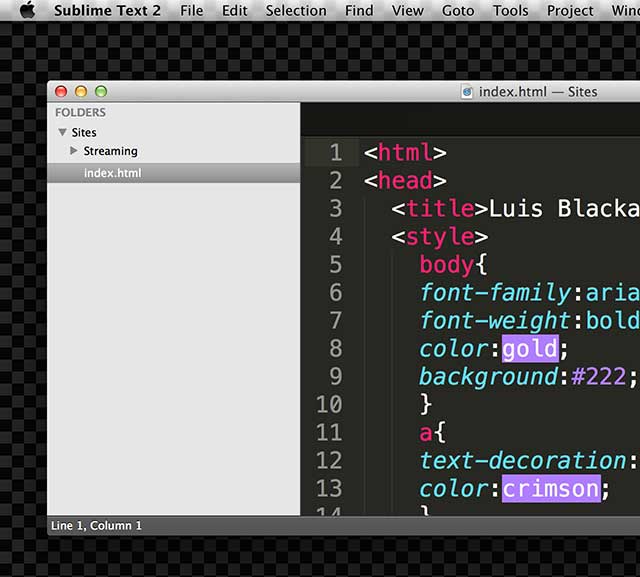 Sublime Text 2 File Edit Selection Find View Goto Tools Project Wind
index.html — Sites
FOLDERS
Sites
Streaming
index.html
1 <html>
2 <head>
3 <title>Luis Blacka
4 <style>
5 body{
6 font-family:aria
7 font-weight:bold
8 color:gold;
9 background:#222;
10 }
11 a{
12 text-decoration:
13 color:crimson;
14 }
Line 1, Column 1